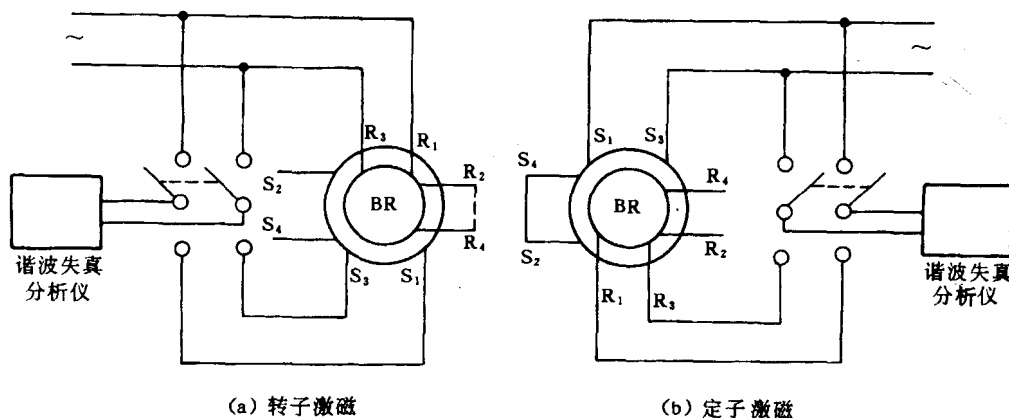 ~
R₃
R₁
S₂
S₄
BR
R₂
R₄
S₃
S₁
谐波失真
分析仪
(a) 转子激磁
~
S₁
S₃
S₄
S₂
BR
R₄
R₂
R₁
R₃
谐波失真
分析仪
(b) 定子激磁